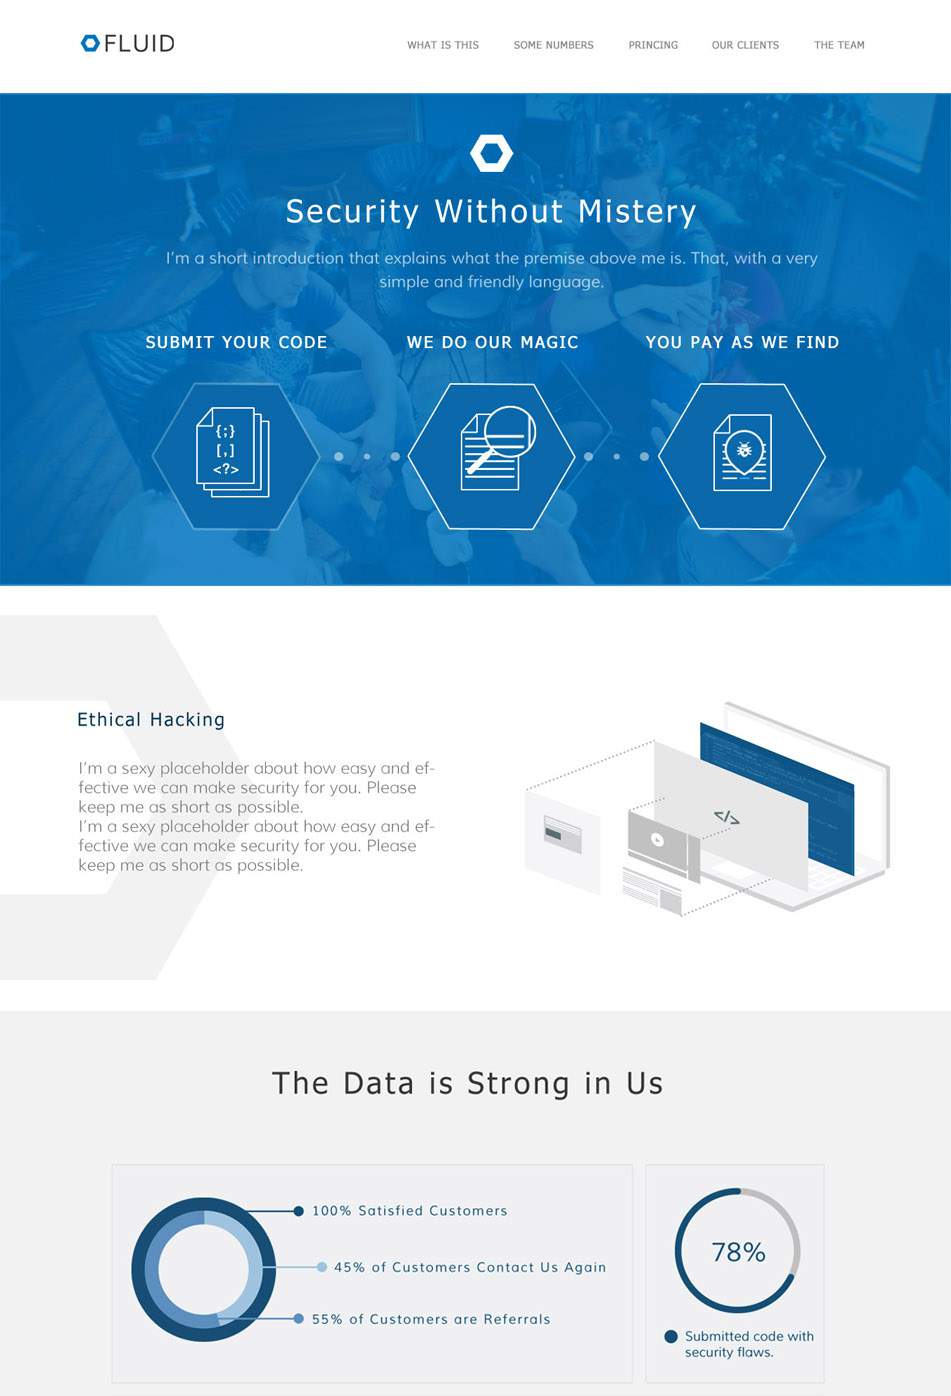 FLUID
WHAT IS THIS
SOME NUMBERS
PRINCING
OUR CLIENTS
THE TEAM
Security Without Mistery
I'm a short introduction that explains what the premise above me is. That, with a very
simple and friendly language.
SUBMIT YOUR CODE
WE DO OUR MAGIC
YOU PAY AS WE FIND
{;}
[,]
<?>
Ethical Hacking
I'm a sexy placeholder about how easy and ef-
fective we can make security for you. Please
keep me as short as possible.
I'm a sexy placeholder about how easy and ef-
fective we can make security for you. Please
keep me as short as possible.
</>
The Data is Strong in Us
100% Satisfied Customers
45% of Customers Contact Us Again
55% of Customers are Referrals
78%
Submitted code with
security flaws.